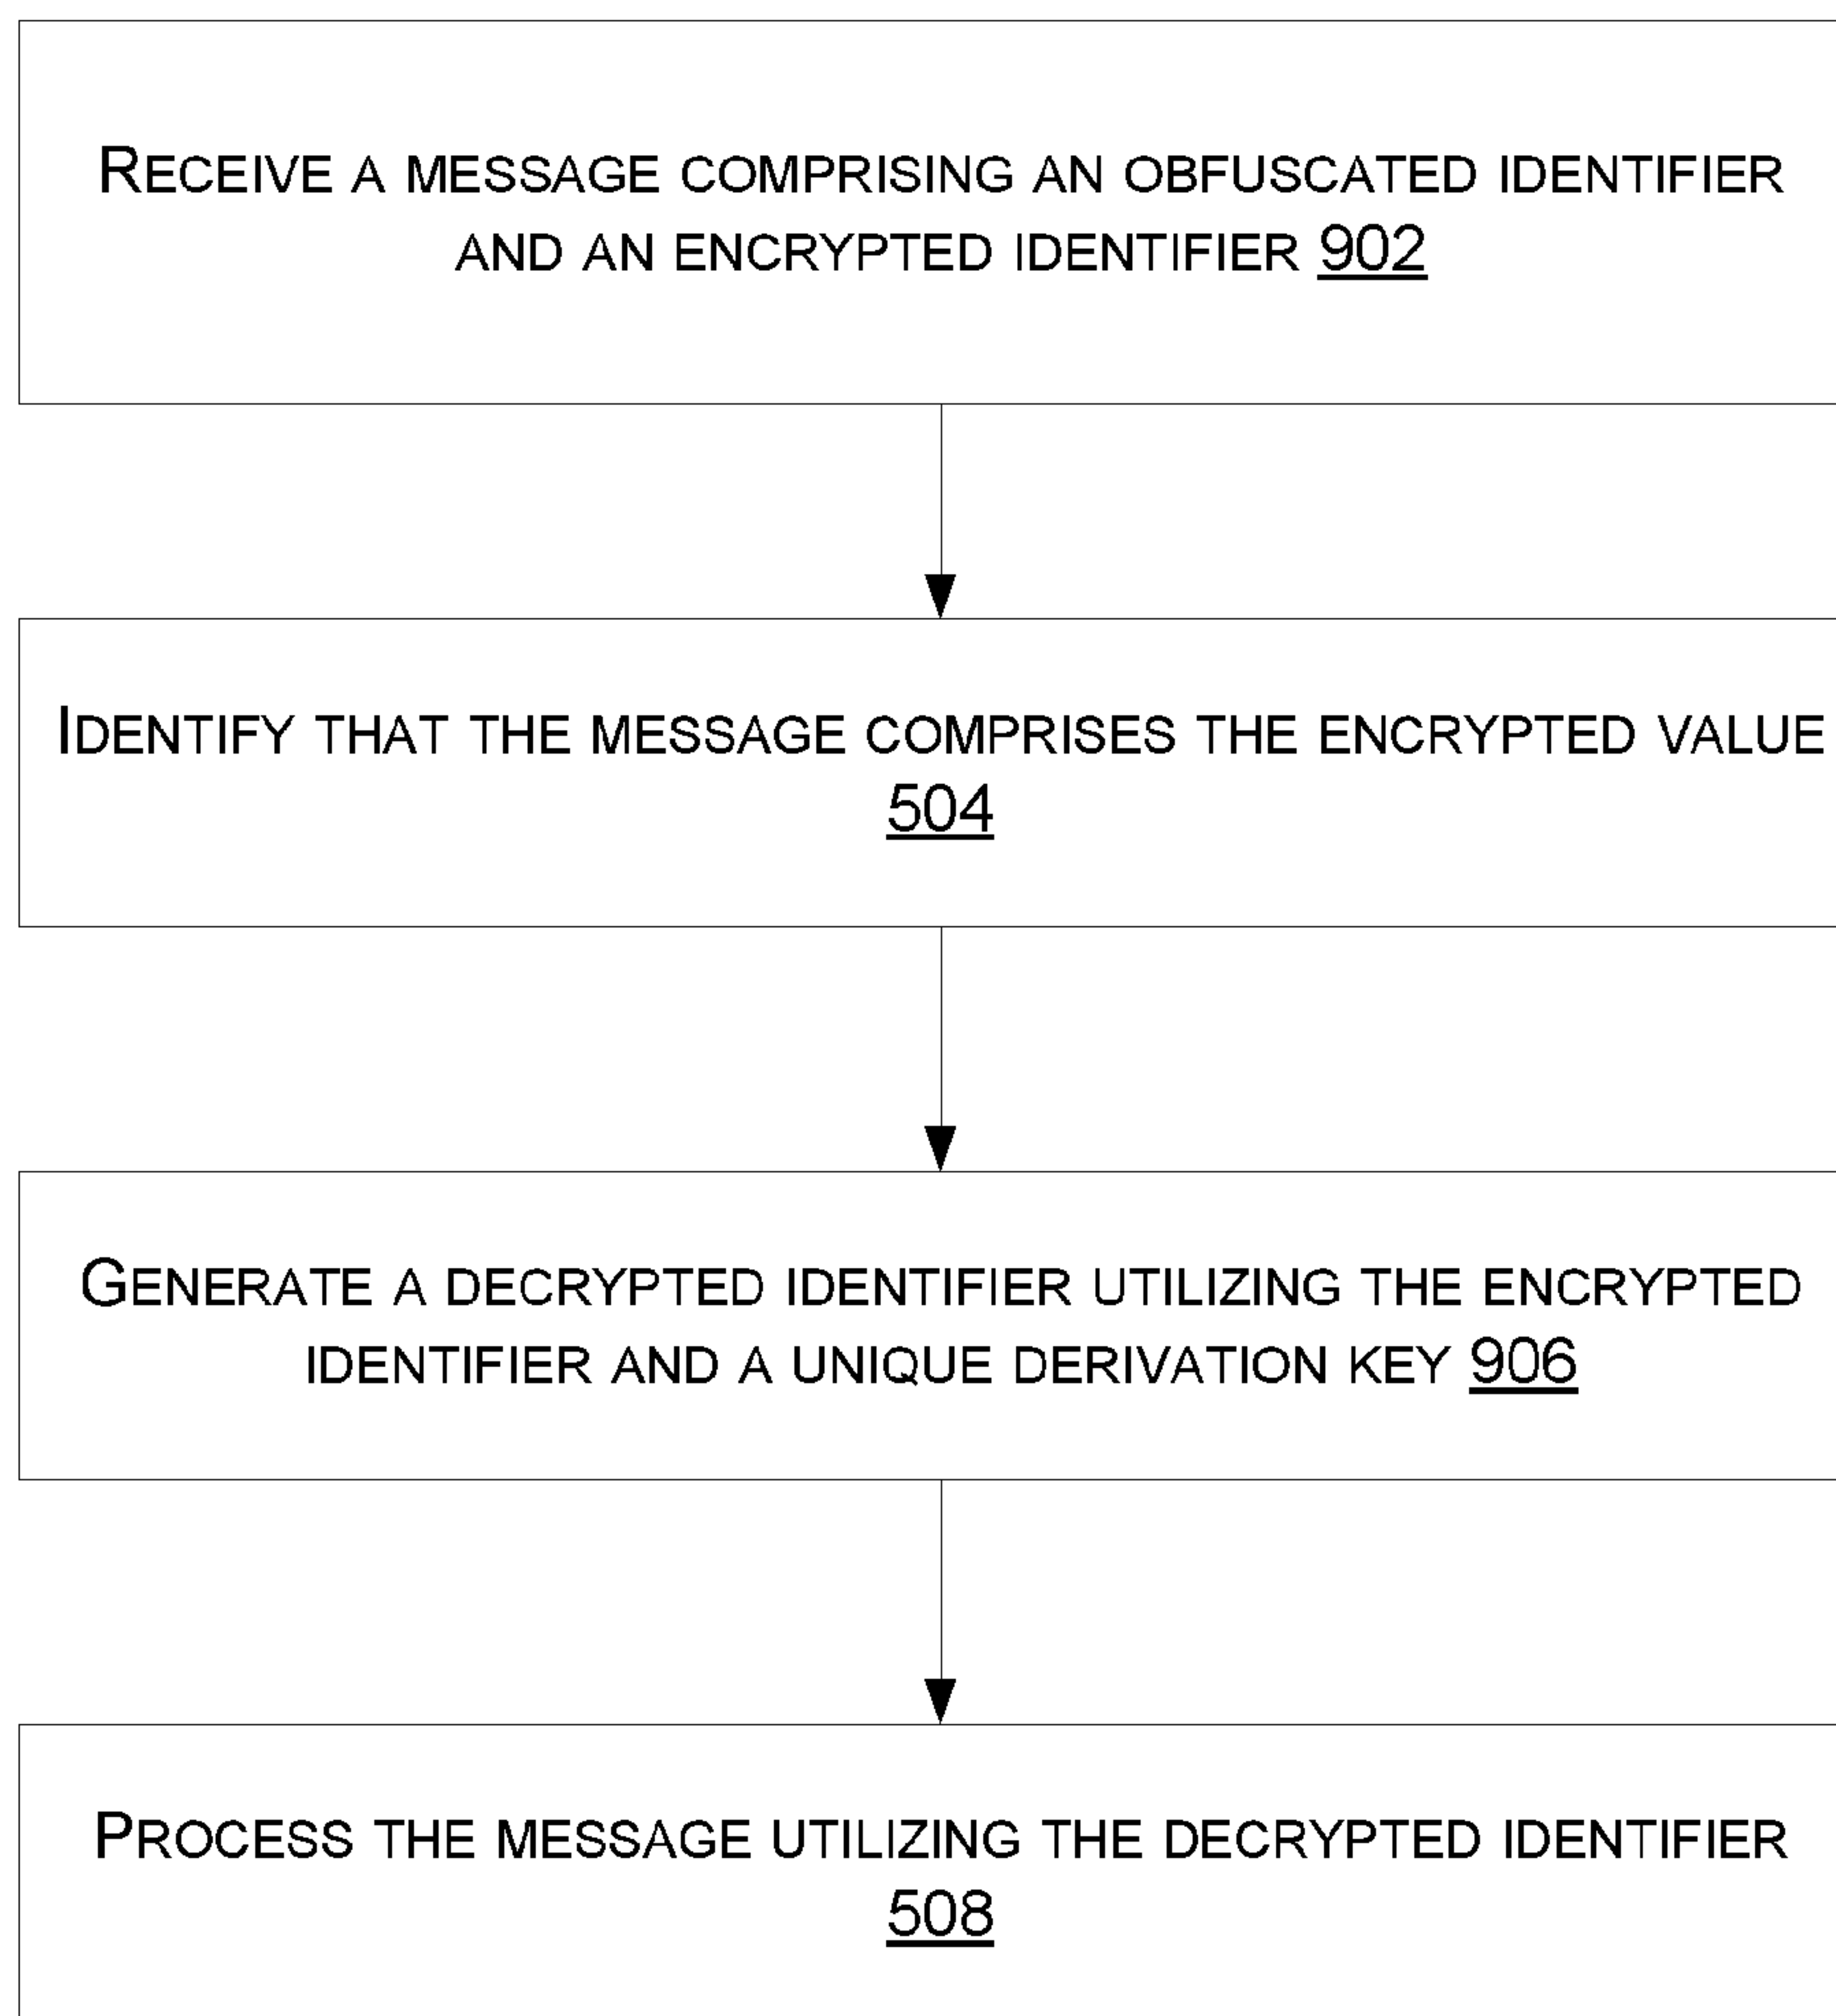 RECEIVE A MESSAGE COMPRISING AN OBFUSCATED IDENTIFIER
AND AN ENCRYPTED IDENTIFIER 902
IDENTIFY THAT THE MESSAGE COMPRISES THE ENCRYPTED VALUE
504
GENERATE A DECRYPTED IDENTIFIER UTILIZING THE ENCRYPTED
IDENTIFIER AND A UNIQUE DERIVATION KEY 906
PROCESS THE MESSAGE UTILIZING THE DECRYPTED IDENTIFIER
508